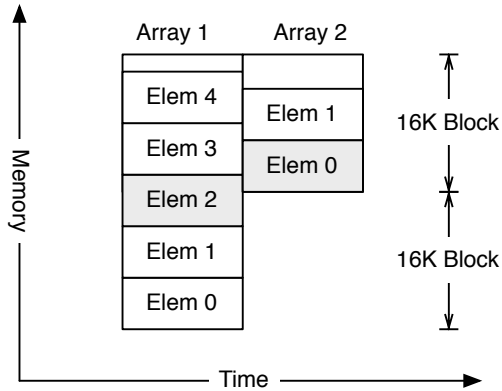 Array 1 Array 2
Elem 4
Elem 1
16K Block
Elem 3
Elem 0
Memory
Elem 2
Elem 1
16K Block
Elem 0
Time